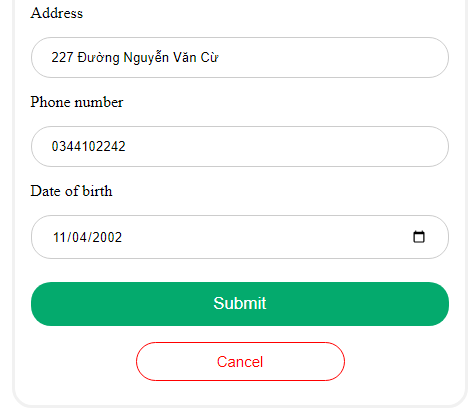 Address
227 Đường Nguyễn Văn Cừ
Phone number
0344102242
Date of birth
11/04/2002
Submit
Cancel